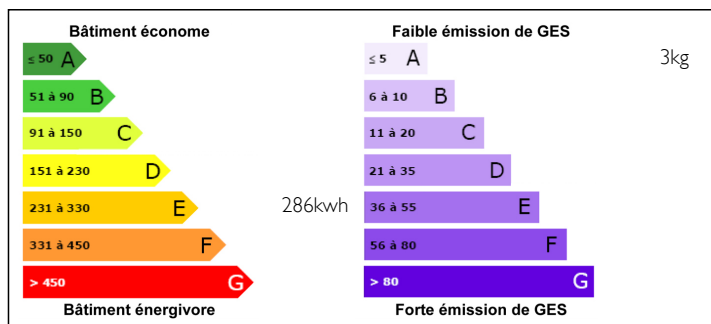 Bâtiment économe
≤ 50 A
51 à 90 B
91 à 150 C
151 à 230 D
231 à 330 E
286kwh
331 à 450 F
> 450 G
Bâtiment énergivore
Faible émission de GES
≤ 5 A
3kg
6 à 10 B
11 à 20 C
21 à 35 D
36 à 55 E
56 à 80 F
> 80 G
Forte émission de GES